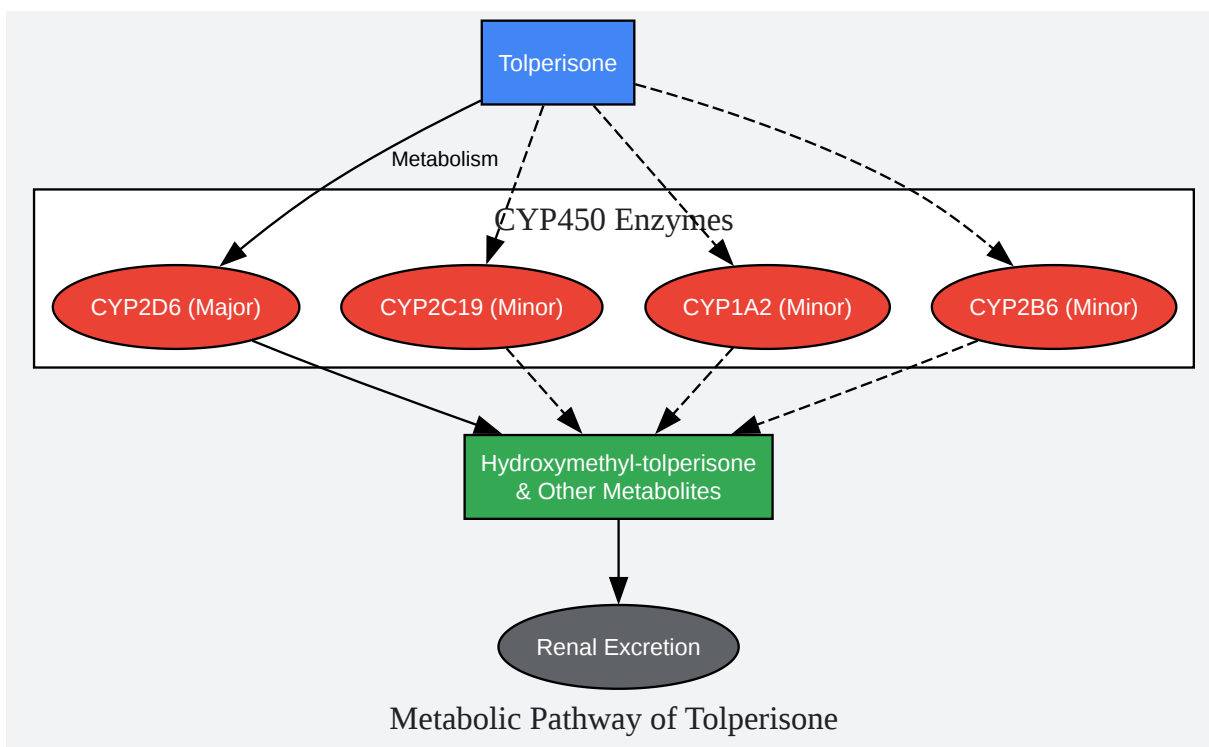 Tolperisone
Metabolism
CYP450 Enzymes
CYP2D6 (Major)
CYP2C19 (Minor)
CYP1A2 (Minor)
CYP2B6 (Minor)
Hydroxymethyl-tolperisone
& Other Metabolites
Renal Excretion
Metabolic Pathway of Tolperisone